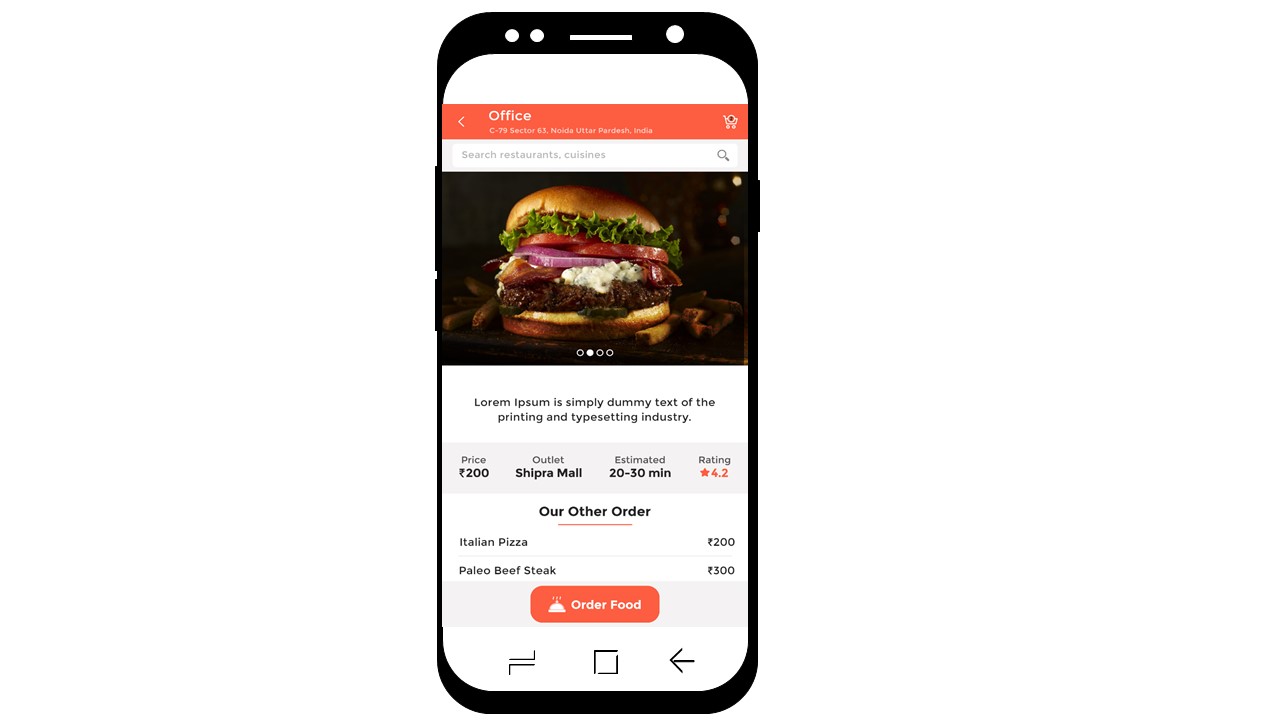 Office
C-79 Sector 63, Noida Uttar Pardesh, India
Search restaurants, cuisines
Lorem Ipsum is simply dummy text of the
printing and typesetting industry.
Price Outlet Estimated Rating
₹200 Shipra Mall 20-30 min ★4.2
Our Other Order
Italian Pizza ₹200
Paleo Beef Steak ₹300
Order Food